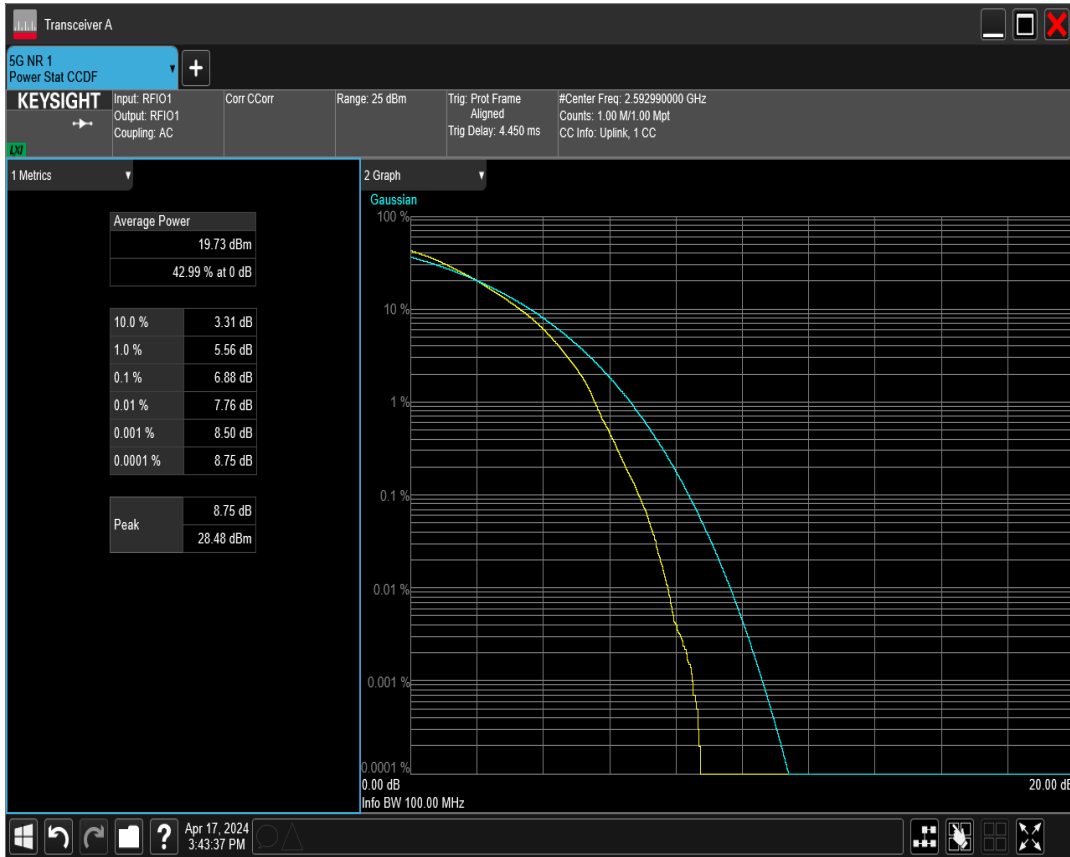 Transceiver A
5G NR 1
Power Stat CCDF
+
KEYSIGHT
LXI
Input: RFIO1
Output: RFIO1
Coupling: AC
Corr CCorr
Range: 25 dBm
Trig: Prot Frame
Aligned
Trig Delay: 4.450 ms
#Center Freq: 2.592990000 GHz
Counts: 1.00 M/1.00 Mpt
CC Info: Uplink, 1 CC
1 Metrics
Average Power
19.73 dBm
42.99 % at 0 dB
10.0 % 3.31 dB
1.0 % 5.56 dB
0.1 % 6.88 dB
0.01 % 7.76 dB
0.001 % 8.50 dB
0.0001 % 8.75 dB
Peak
8.75 dB
28.48 dBm
2 Graph
Gaussian
100 %
10 %
1 %
0.1 %
0.01 %
0.001 %
0.0001 %
0.00 dB 20.00 dB
Info BW 100.00 MHz
?
Apr 17, 2024
3:43:37 PM